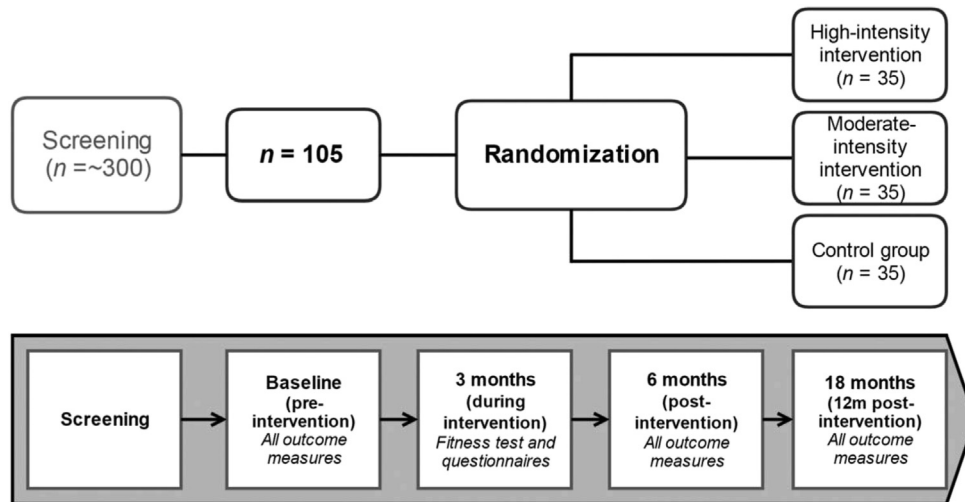 High-intensity
intervention
(n = 35)
Screening
(n =~300)
n = 105
Randomization
Moderate-
intensity
intervention
(n = 35)
Control group
(n = 35)
Screening
Baseline
(pre-
intervention)
All outcome
measures
3 months
(during
intervention)
Fitness test and
questionnaires
6 months
(post-
intervention)
All outcome
measures
18 months
(12m post-
intervention)
All outcome
measures